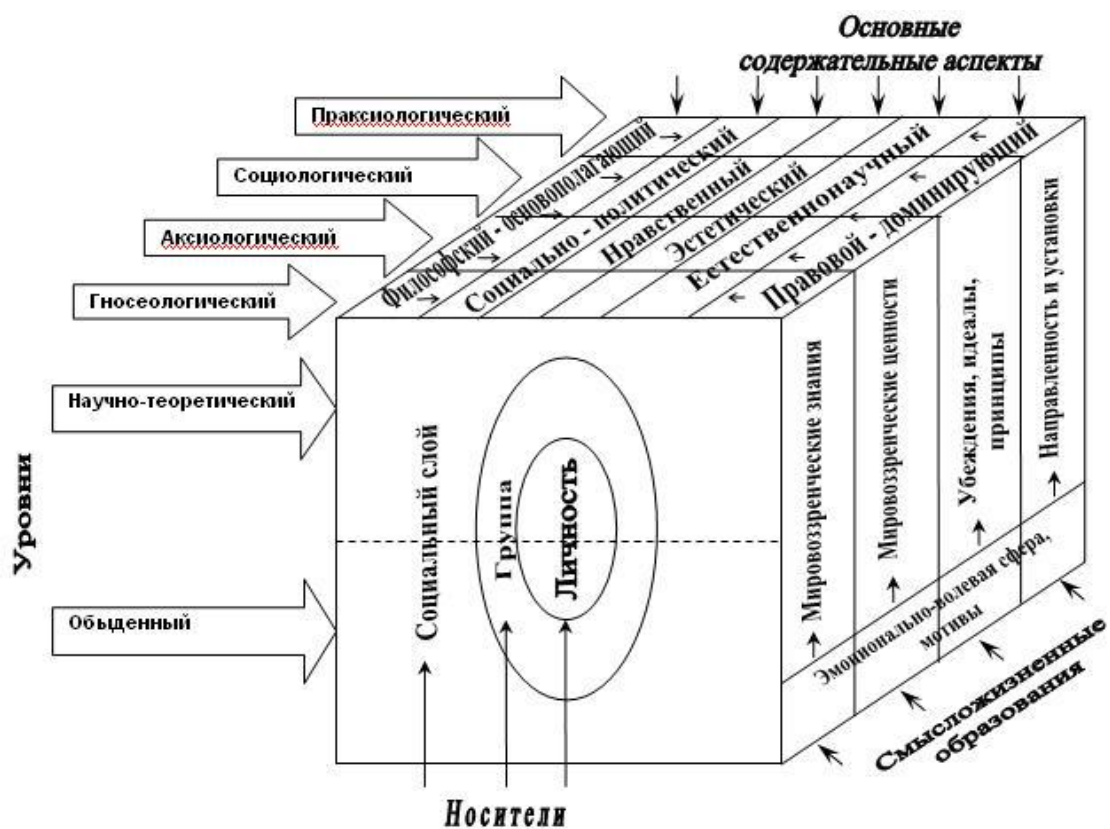 Основные
содержательные аспекты
Праксиологический
Социологический
Аксиологический
Гносеологический
Научно-теоретический
Обыденный
Уровни
Философский - основополагающий
Социально - политический
Нравственный
Эстетический
Естественнонаучный
Правовой - доминирующий
Социальный слой
Группа
Личность
Носители
Мировоззренческие знания
Мировоззренческие ценности
Убеждения, идеалы,
принципы
Направленность и установки
Эмоционально-волевая сфера,
мотивы
Смысложизненные
образования